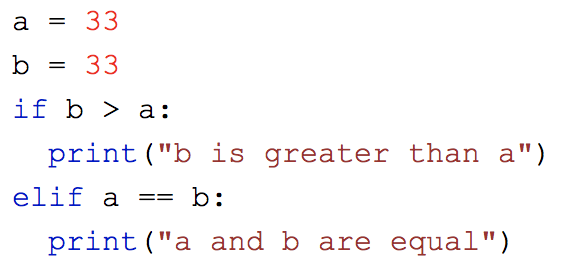 a = 33
b = 33
if b > a:
  print("b is greater than a")
elif a == b:
  print("a and b are equal")